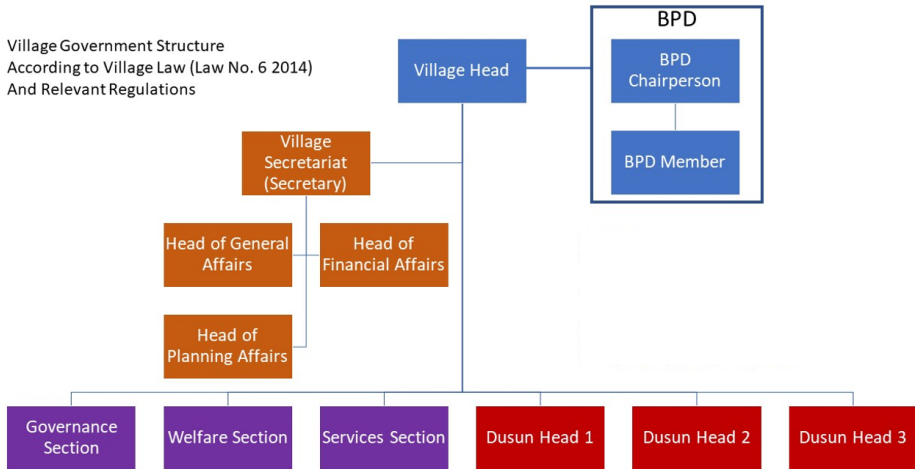 Village Government Structure
According to Village Law (Law No. 6 2014)
And Relevant Regulations
Village Head
BPD
BPD
Chairperson
BPD Member
Village
Secretariat
(Secretary)
Head of General
Affairs
Head of
Financial Affairs
Head of
Planning Affairs
Governance
Section
Welfare Section
Services Section
Dusun Head 1
Dusun Head 2
Dusun Head 3